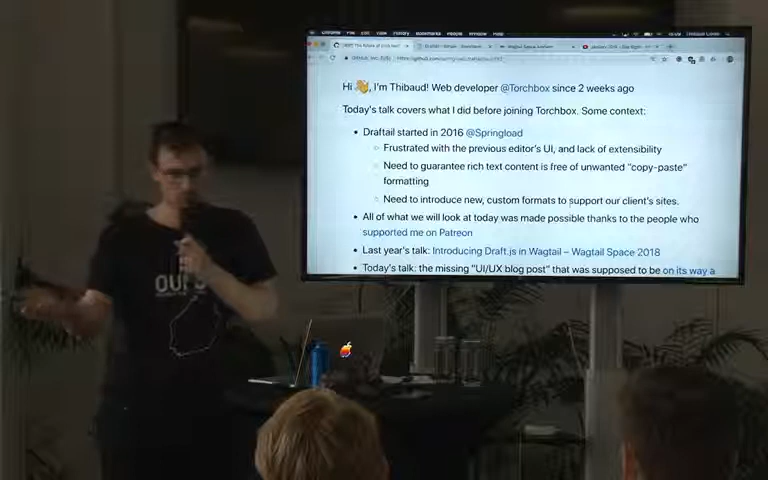 Hi 👋, I'm Thibaud! Web developer @Torchbox since 2 weeks ago
Today's talk covers what I did before joining Torchbox. Some context:
• Draftail started in 2016 @Springload
○ Frustrated with the previous editor's UI, and lack of extensibility
○ Need to guarantee rich text content is free of unwanted "copy-paste"
formatting
○ Need to introduce new, custom formats to support our client's sites.
• All of what we will look at today was made possible thanks to the people who
supported me on Patreon
• Last year's talk: Introducing Draft.js in Wagtail – Wagtail Space 2018
• Today's talk: the missing "UI/UX blog post" that was supposed to be on its way a